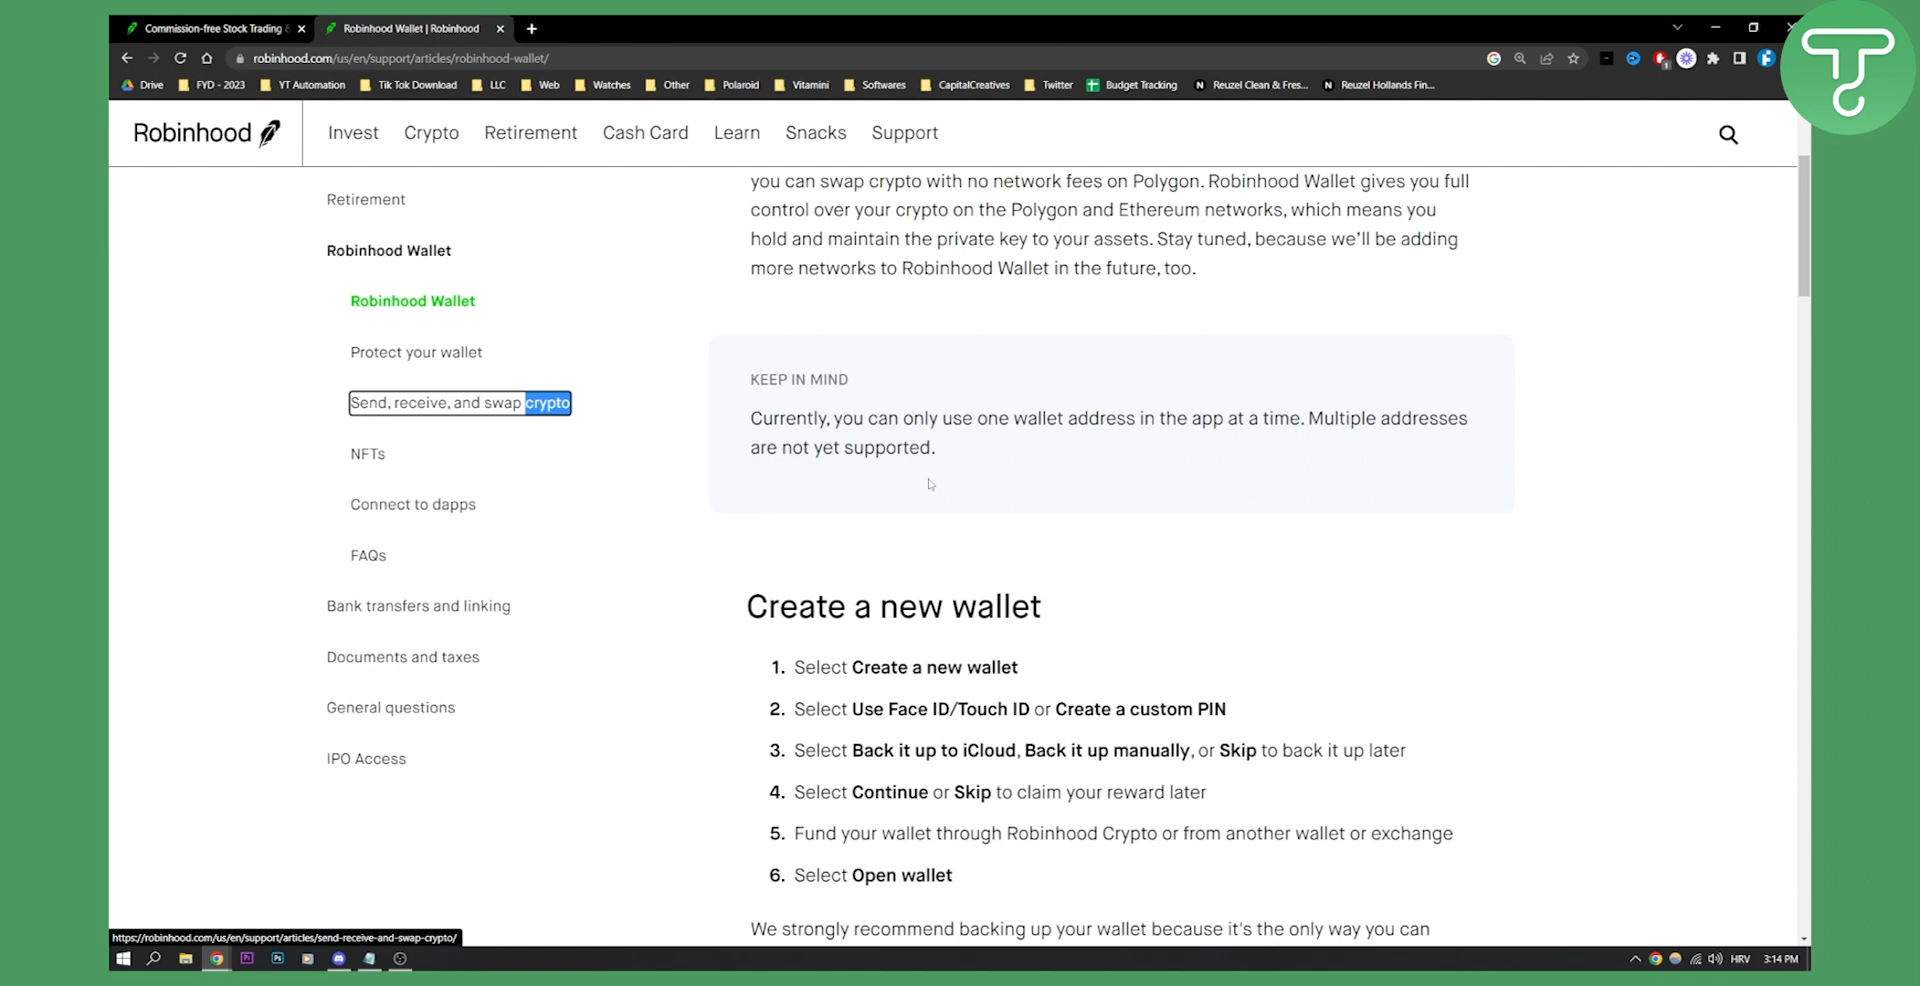 Commission-free Stock Trading
Robinhood Wallet | Robinhood
robinhood.com/us/en/support/articles/robinhood-wallet/
Drive
FYD - 2023
YT Automation
Tik Tok Download
LLC
Web
Watches
Other
Polaroid
Vitamini
Softwares
CapitalCreatives
Twitter
Budget Tracking
Reuzel Clean & Fres...
Reuzel Hollands Fin...
Robinhood
Invest
Crypto
Retirement
Cash Card
Learn
Snacks
Support
Retirement
Robinhood Wallet
Robinhood Wallet
Protect your wallet
Send, receive, and swap crypto
NFTs
Connect to dapps
FAQs
Bank transfers and linking
Documents and taxes
General questions
IPO Access
you can swap crypto with no network fees on Polygon. Robinhood Wallet gives you full
control over your crypto on the Polygon and Ethereum networks, which means you
hold and maintain the private key to your assets. Stay tuned, because we'll be adding
more networks to Robinhood Wallet in the future, too.
KEEP IN MIND
Currently, you can only use one wallet address in the app at a time. Multiple addresses
are not yet supported.
Create a new wallet
1. Select Create a new wallet
2. Select Use Face ID/Touch ID or Create a custom PIN
3. Select Back it up to iCloud, Back it up manually, or Skip to back it up later
4. Select Continue or Skip to claim your reward later
5. Fund your wallet through Robinhood Crypto or from another wallet or exchange
6. Select Open wallet
We strongly recommend backing up your wallet because it's the only way you can
https://robinhood.com/us/en/support/articles/send-receive-and-swap-crypto/
HRV
3:14 PM